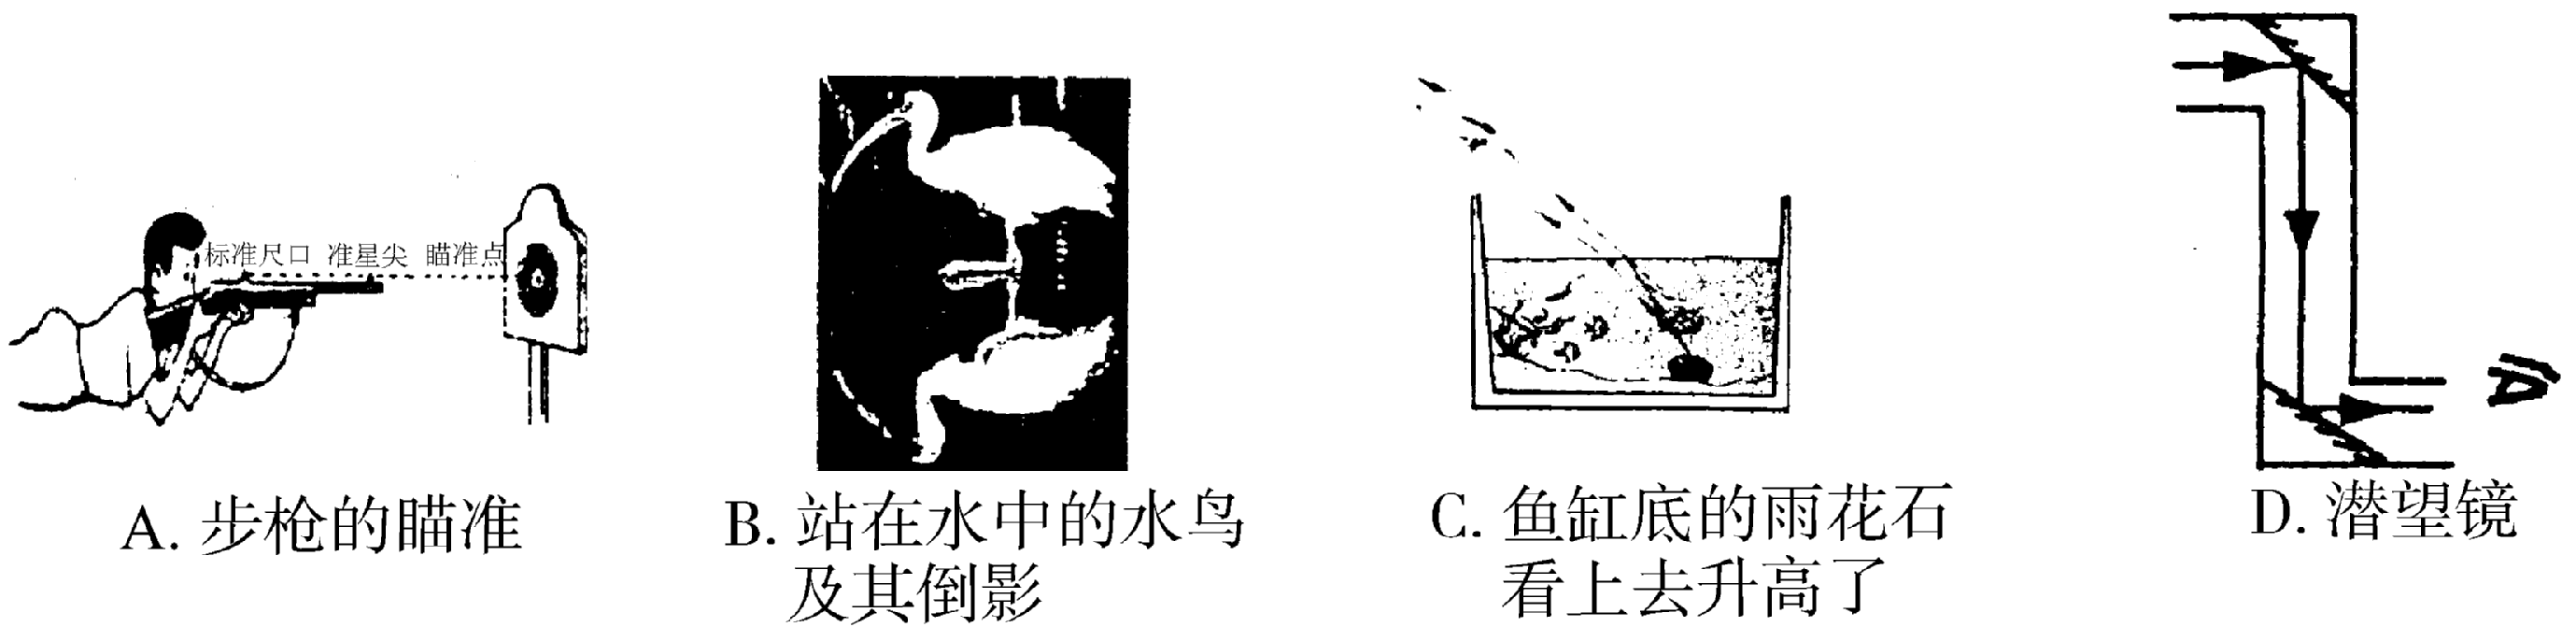 标准尺口 准星尖 瞄准点
A. 步枪的瞄准
B. 站在水中的水鸟
及其倒影
C. 鱼缸底的雨花石
看上去升高了
D. 潜望镜